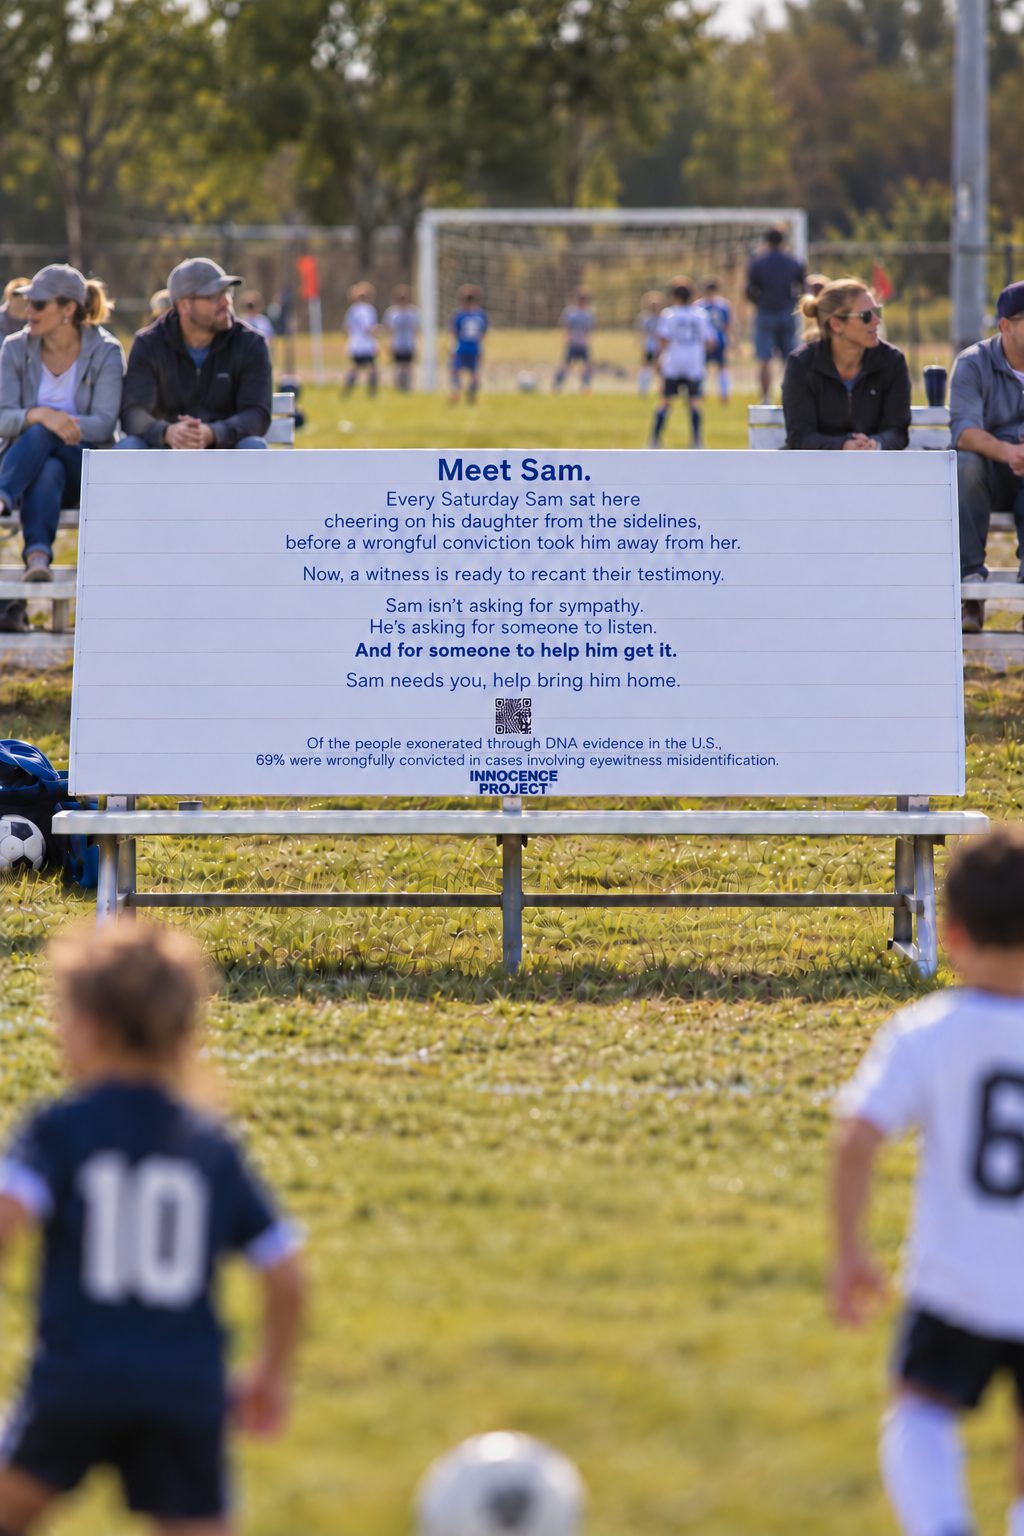 Meet Sam.
Every Saturday Sam sat here
cheering on his daughter from the sidelines,
before a wrongful conviction took him away from her.
Now, a witness is ready to recant their testimony.
Sam isn't asking for sympathy.
He's asking for someone to listen.
And for someone to help him get it.
Sam needs you, help bring him home.
Of the people exonerated through DNA evidence in the U.S.,
69% were wrongfully convicted in cases involving eyewitness misidentification.
INNOCENCE
PROJECT®
10
6